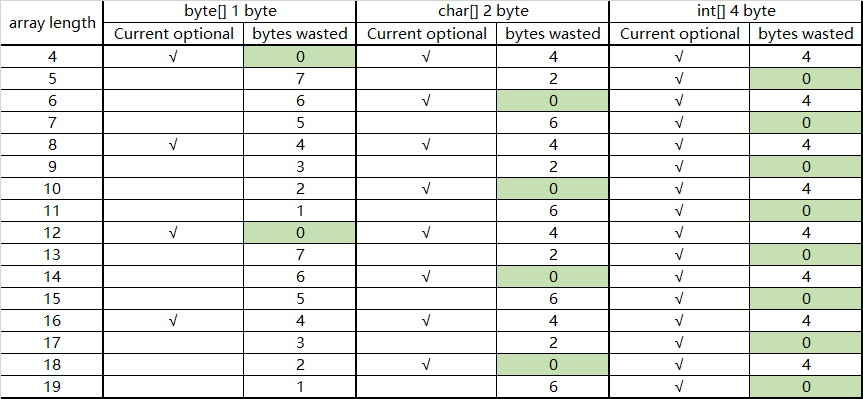 array length byte[] 1 byte char[] 2 byte int[] 4 byte
Current optional bytes wasted Current optional bytes wasted Current optional bytes wasted
4 √ 0 √ 4 √ 4
5 7 2 √ 0
6 6 √ 0 √ 4
7 5 6 √ 0
8 √ 4 √ 4 √ 4
9 3 2 √ 0
10 2 √ 0 √ 4
11 1 6 √ 0
12 √ 0 √ 4 √ 4
13 7 2 √ 0
14 6 √ 0 √ 4
15 5 6 √ 0
16 √ 4 √ 4 √ 4
17 3 2 √ 0
18 2 √ 0 √ 4
19 1 6 √ 0